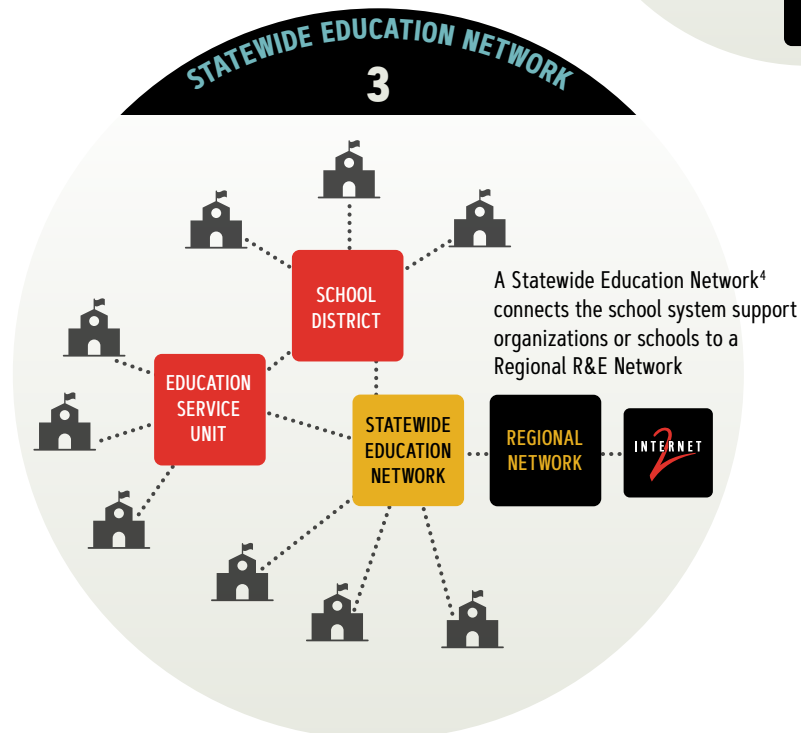 STATEWIDE EDUCATION NETWORK
3
SCHOOL
DISTRICT
A Statewide Education Network⁴
connects the school system support
organizations or schools to a
Regional R&E Network
EDUCATION
SERVICE
UNIT
STATEWIDE
EDUCATION
NETWORK
REGIONAL
NETWORK
INTERNET
2